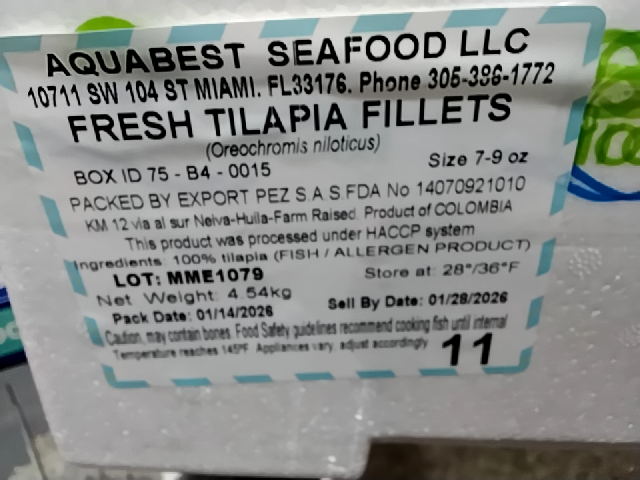 AQUABEST SEAFOOD LLC
10711 SW 104 ST MIAMI. FL33176. Phone 305-396-1772
FRESH TILAPIA FILLETS
(Oreochromis niloticus)
BOX ID 75 - B4 - 0015 Size 7-9 oz
PACKED BY EXPORT PEZ S.A.S.FDA No 14070921010
KM 12 via al sur Neiva-Huila-Farm Raised. Product of COLOMBIA
This product was processed under HACCP system
Ingredients: 100% tilapia (FISH / ALLERGEN PRODUCT)
LOT: MME1079 Store at: 28°/36°F
Net Weight: 4.54kg
Pack Date: 01/14/2026 Sell By Date: 01/28/2026
Caution, may contain bones. Food Safety guidelines recommend cooking fish until internal
Temperature reaches 145ºF. Appliances vary, adjust accordingly
11